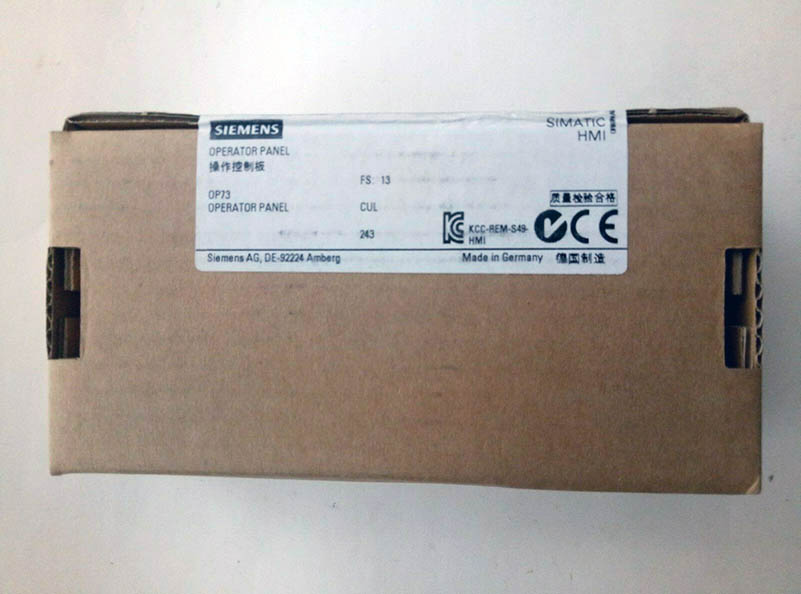 SIEMENS
SIMATIC
HMI
OPERATOR PANEL
操作控制板
FS: 13
OP73
OPERATOR PANEL
CUL
质量检验合格
243
KCC-REM-S49-
HMI
CE
Siemens AG, DE-92224 Amberg
Made in Germany 德国制造